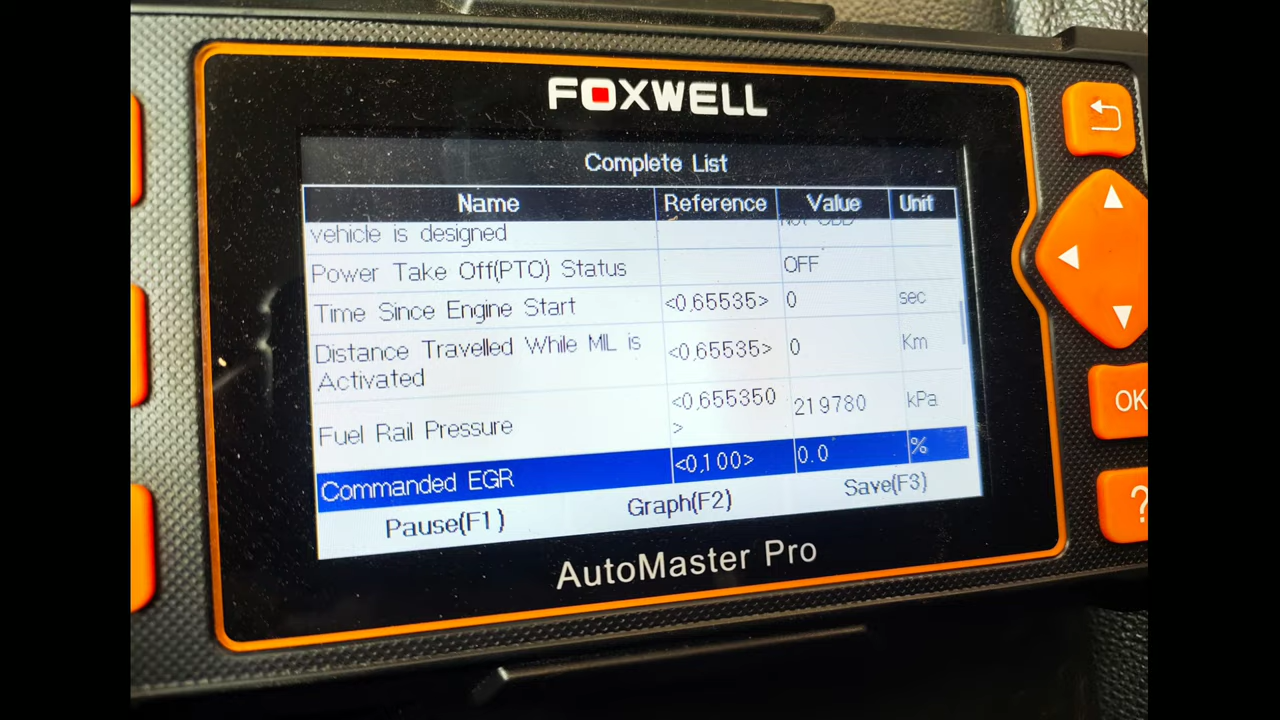 FOXWELL
Complete List
Name Reference Value Unit
vehicle is designed
Power Take Off(PTO) Status OFF
Time Since Engine Start <0,65535> 0 sec
Distance Travelled While MIL is <0,65535> 0 Km
Activated
Fuel Rail Pressure <0,655350 219780 kPa
>
Commanded EGR <0,100> 0.0 %
Pause(F1) Graph(F2) Save(F3)
AutoMaster Pro
OK
?